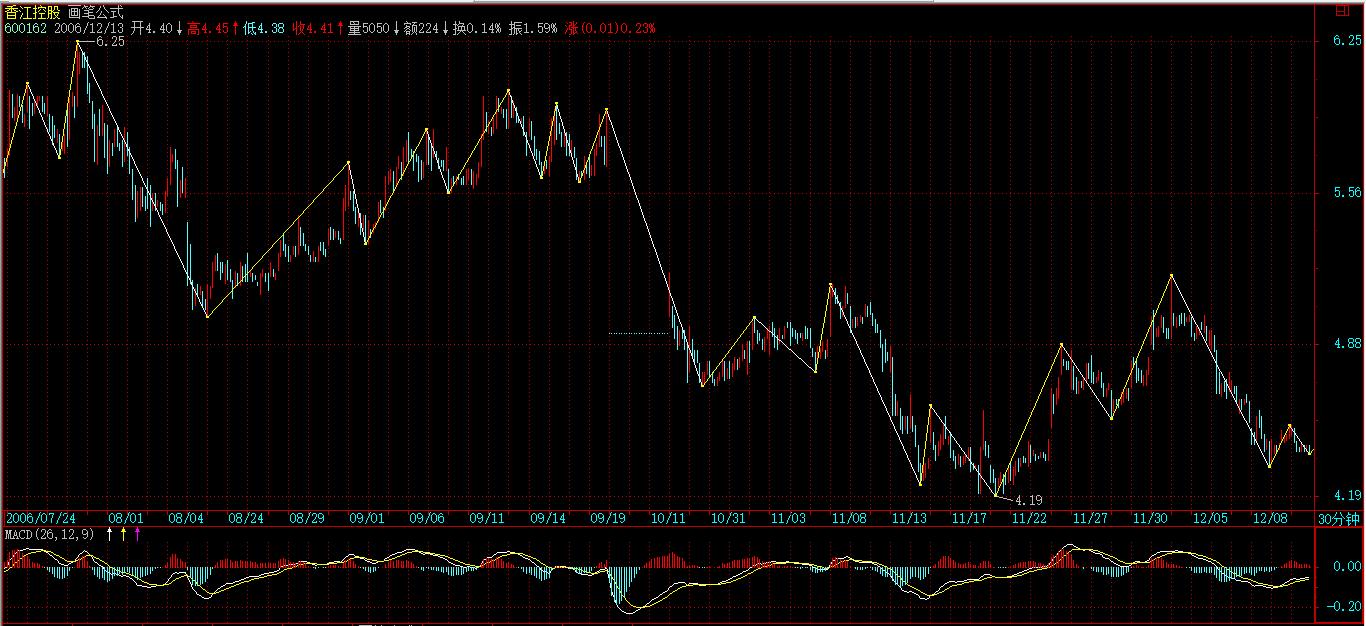 香江控股 画笔公式
600162 2006/12/13 开4.40↓高4.45↑低4.38 收4.41↑量5050↓额224↓换0.14% 振1.59% 涨(0.01)0.23%
6.25
6.25
5.56
4.88
4.19
4.19
2006/07/24 08/01 08/04 08/24 08/29 09/01 09/06 09/11 09/14 09/19 10/11 10/31 11/03 11/08 11/13 11/17 11/22 11/27 11/30 12/05 12/08 30分钟
MACD(26,12,9) ↑ ↑ ↑
0.00
-0.20